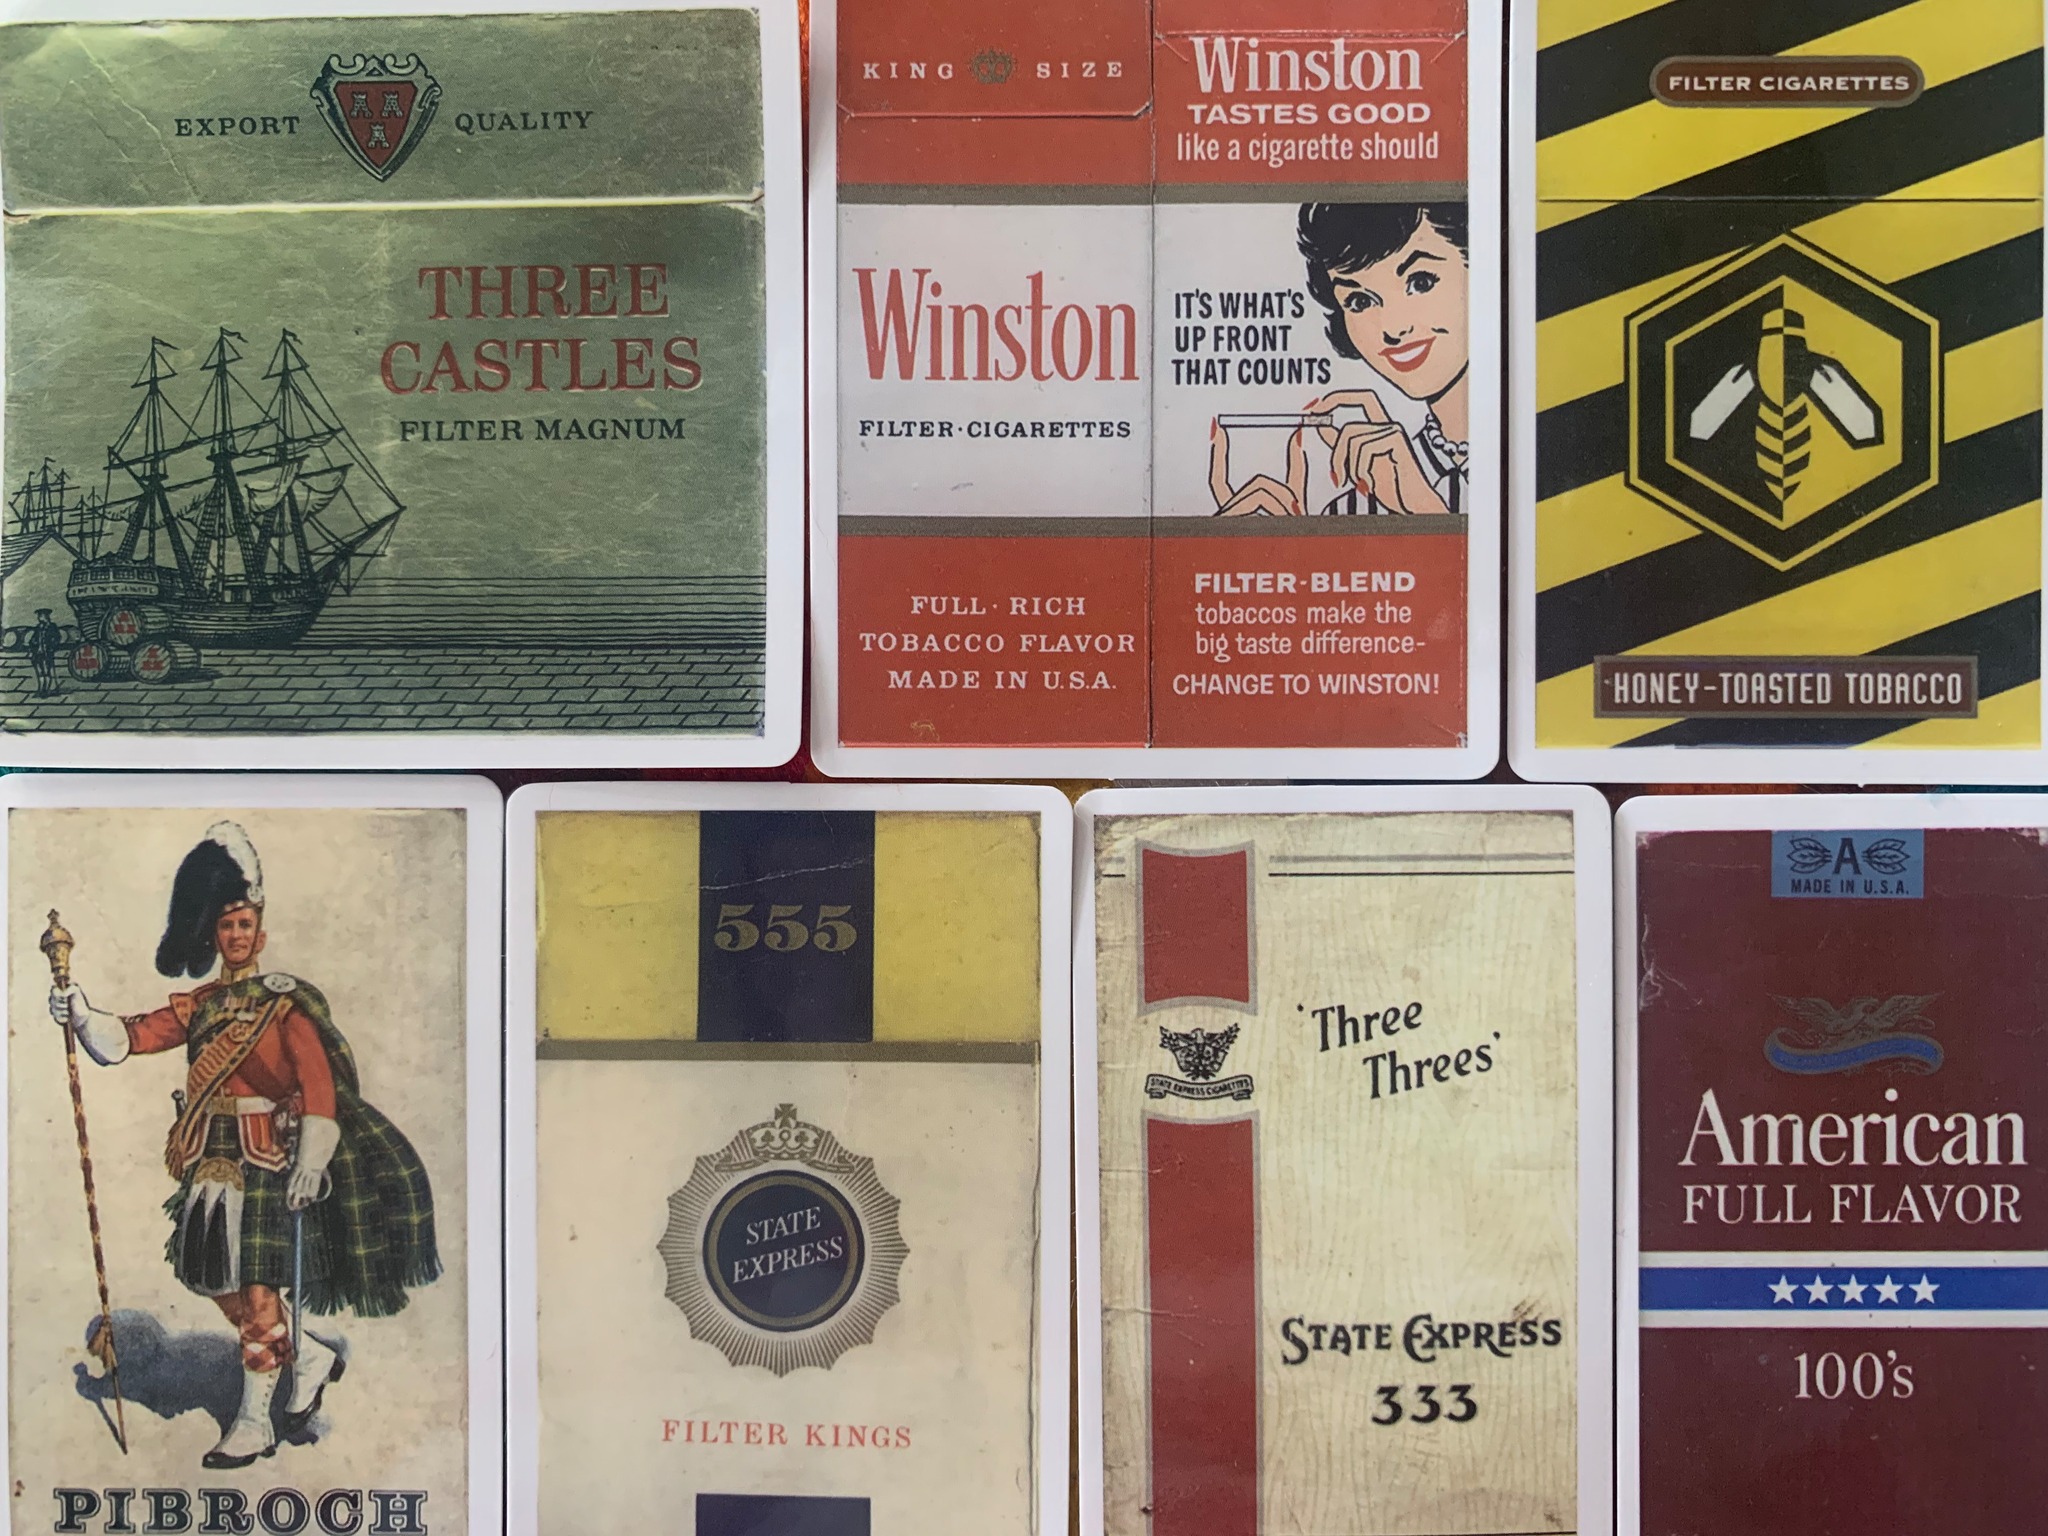 EXPORT QUALITY
THREE
CASTLES
FILTER MAGNUM
KING SIZE
Winston
FILTER·CIGARETTES
FULL·RICH
TOBACCO FLAVOR
MADE IN U.S.A.
Winston
TASTES GOOD
like a cigarette should
IT'S WHAT'S
UP FRONT
THAT COUNTS
FILTER-BLEND
tobaccos make the
big taste difference-
CHANGE TO WINSTON!
FILTER CIGARETTES
HONEY-TOASTED TOBACCO
PIBROCH
555
STATE
EXPRESS
FILTER KINGS
STATE EXPRESS CIGARETTES
'Three
Threes'
STATE EXPRESS
333
A
MADE IN U.S.A.
American
FULL FLAVOR
100's